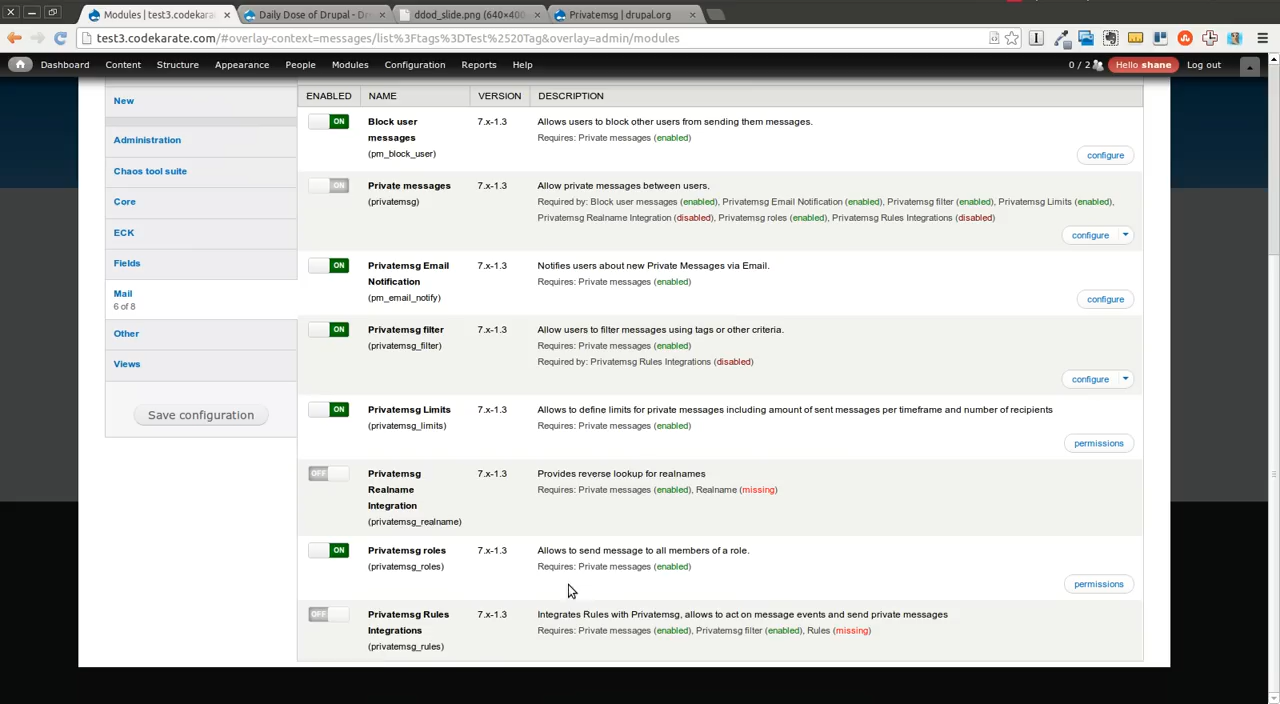 Modules | test3.codekara
Daily Dose of Drupal - Dr
ddod_slide.png (640×400
Privatemsg | drupal.org
test3.codekarate.com/#overlay-context=messages/list%3Ftags%3DTest%2520Tag&overlay=admin/modules
Dashboard Content Structure Appearance People Modules Configuration Reports Help 0 / 2 Hello shane Log out
New
Administration
Chaos tool suite
Core
ECK
Fields
Mail
6 of 8
Other
Views
Save configuration
ENABLED NAME VERSION DESCRIPTION
ON Block user messages (pm_block_user) 7.x-1.3 Allows users to block other users from sending them messages.
Requires: Private messages (enabled)
configure
ON Private messages (privatemsg) 7.x-1.3 Allow private messages between users.
Required by: Block user messages (enabled), Privatemsg Email Notification (enabled), Privatemsg filter (enabled), Privatemsg Limits (enabled),
Privatemsg Realname Integration (disabled), Privatemsg roles (enabled), Privatemsg Rules Integrations (disabled)
configure
ON Privatemsg Email Notification (pm_email_notify) 7.x-1.3 Notifies users about new Private Messages via Email.
Requires: Private messages (enabled)
configure
ON Privatemsg filter (privatemsg_filter) 7.x-1.3 Allow users to filter messages using tags or other criteria.
Requires: Private messages (enabled)
Required by: Privatemsg Rules Integrations (disabled)
configure
ON Privatemsg Limits (privatemsg_limits) 7.x-1.3 Allows to define limits for private messages including amount of sent messages per timeframe and number of recipients
Requires: Private messages (enabled)
permissions
OFF Privatemsg Realname Integration (privatemsg_realname) 7.x-1.3 Provides reverse lookup for realnames
Requires: Private messages (enabled), Realname (missing)
ON Privatemsg roles (privatemsg_roles) 7.x-1.3 Allows to send message to all members of a role.
Requires: Private messages (enabled)
permissions
OFF Privatemsg Rules Integrations (privatemsg_rules) 7.x-1.3 Integrates Rules with Privatemsg, allows to act on message events and send private messages
Requires: Private messages (enabled), Privatemsg filter (enabled), Rules (missing)